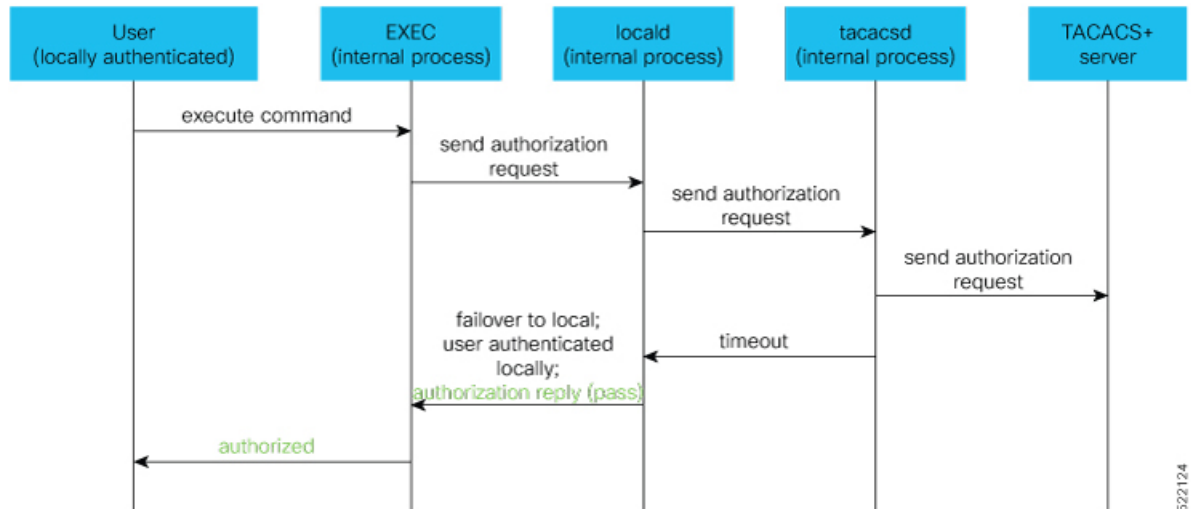 User
(locally authenticated)
EXEC
(internal process)
locald
(internal process)
tacacsd
(internal process)
TACACS+
server
execute command
send authorization
request
send authorization
request
send authorization
request
failover to local;
user authenticated
locally;
authorization reply (pass)
timeout
authorized
522124